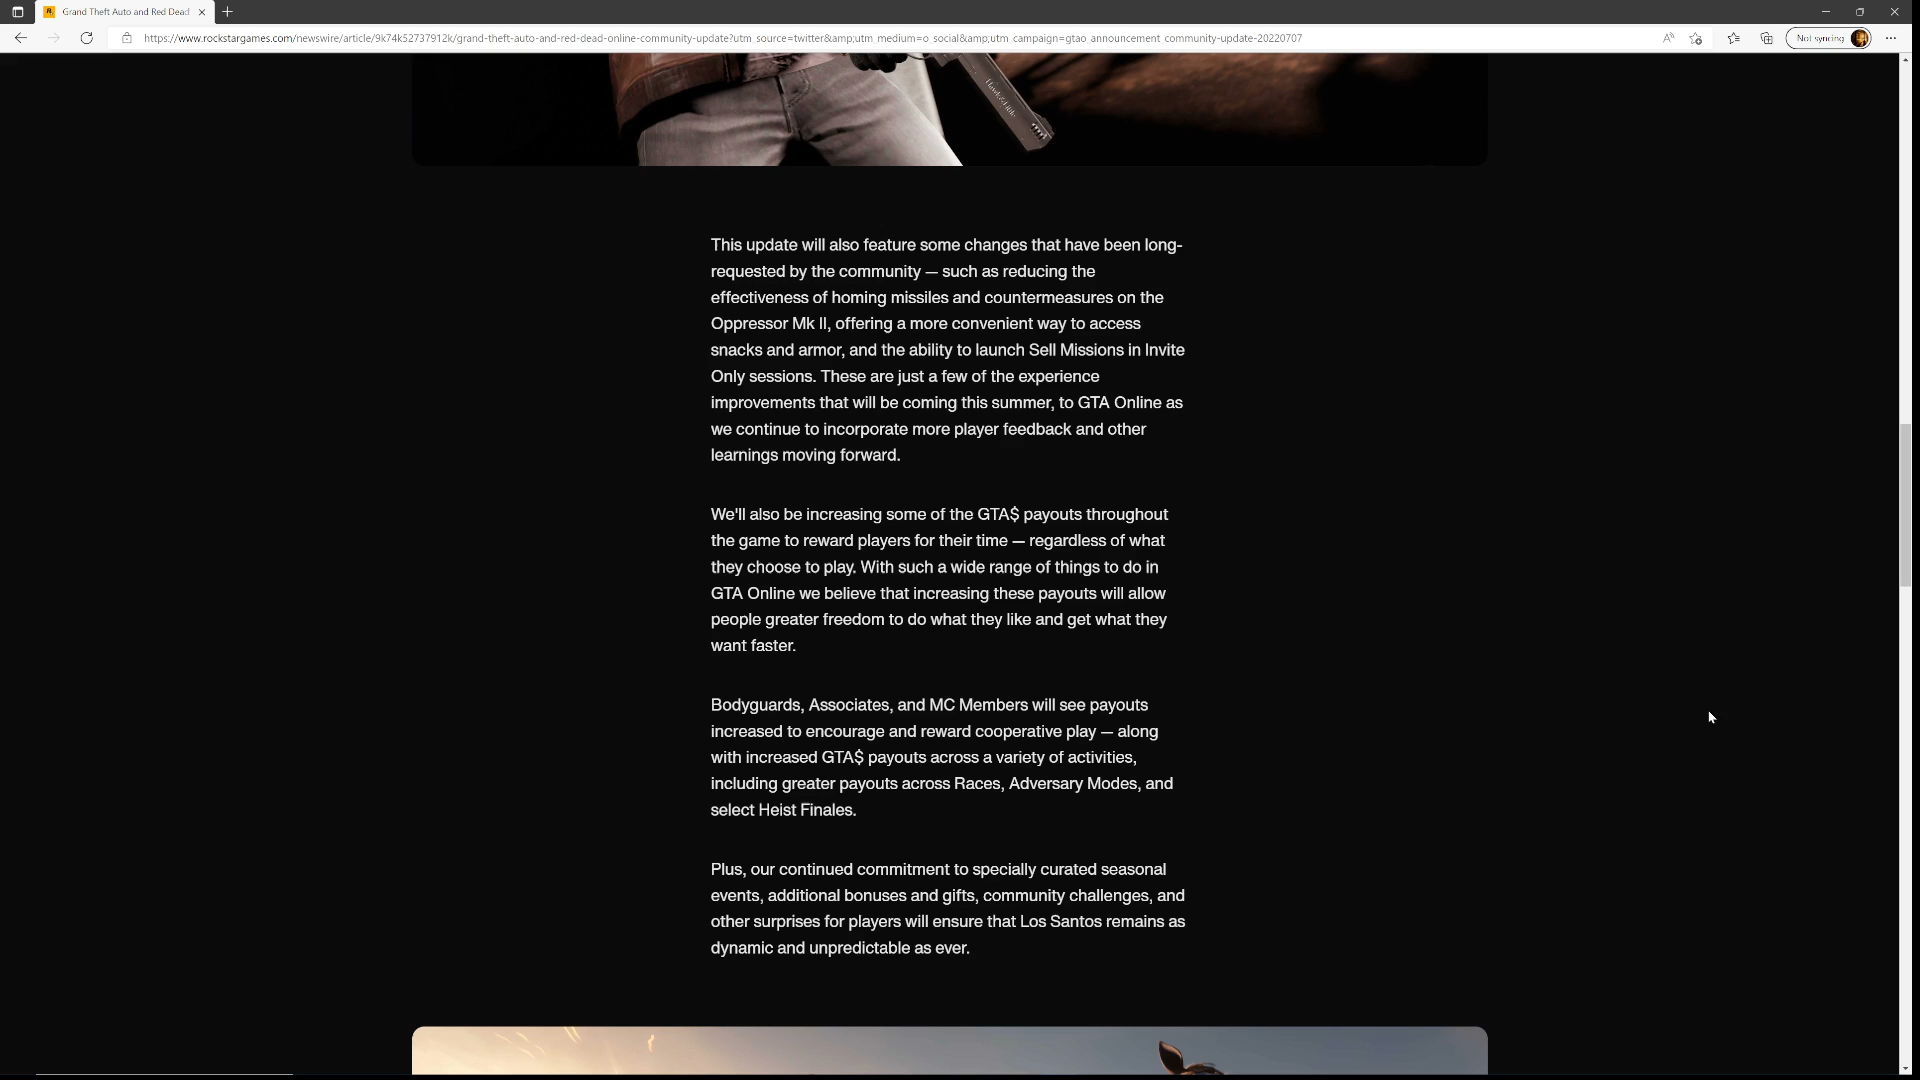 Grand Theft Auto and Red Dead
https://www.rockstargames.com/newswire/article/9k74k52737912k/grand-theft-auto-and-red-dead-online-community-update?utm_source=twitter&amp;utm_medium=o_social&amp;utm_campaign=gtao_announcement_community-update-20220707
Not syncing
This update will also feature some changes that have been long-
requested by the community — such as reducing the
effectiveness of homing missiles and countermeasures on the
Oppressor Mk II, offering a more convenient way to access
snacks and armor, and the ability to launch Sell Missions in Invite
Only sessions. These are just a few of the experience
improvements that will be coming this summer, to GTA Online as
we continue to incorporate more player feedback and other
learnings moving forward.
We'll also be increasing some of the GTA$ payouts throughout
the game to reward players for their time — regardless of what
they choose to play. With such a wide range of things to do in
GTA Online we believe that increasing these payouts will allow
people greater freedom to do what they like and get what they
want faster.
Bodyguards, Associates, and MC Members will see payouts
increased to encourage and reward cooperative play — along
with increased GTA$ payouts across a variety of activities,
including greater payouts across Races, Adversary Modes, and
select Heist Finales.
Plus, our continued commitment to specially curated seasonal
events, additional bonuses and gifts, community challenges, and
other surprises for players will ensure that Los Santos remains as
dynamic and unpredictable as ever.